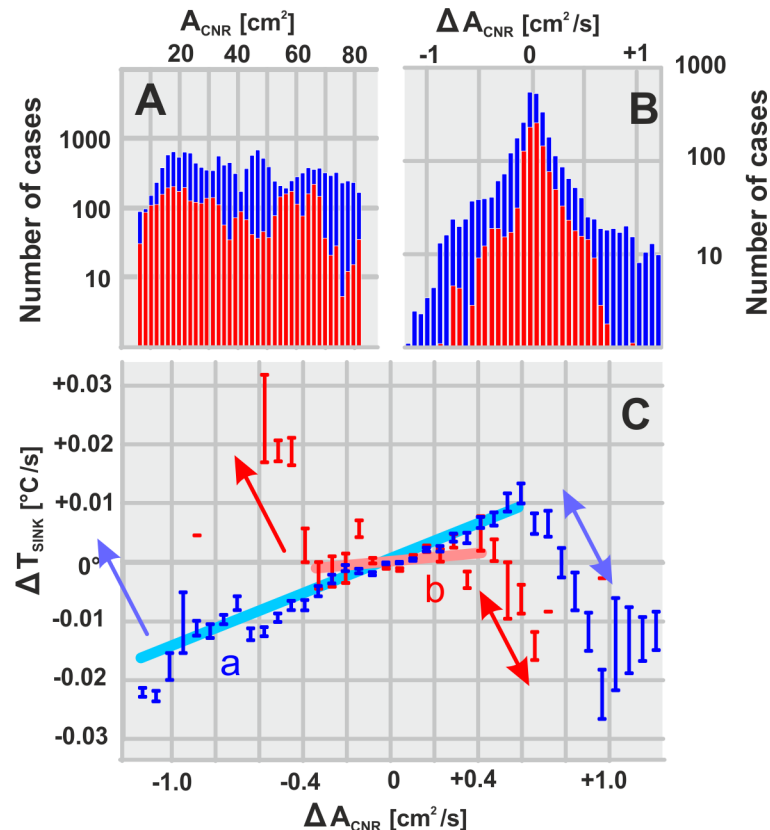 A_CNR [cm²]
20 40 60 80
Δ A_CNR [cm²/s]
-1 0 +1
Number of cases
1000
100
10
A
B
1000
100
10
Number of cases
C
Δ T_SINK [°C/s]
+0.03
+0.02
+0.01
0°
-0.01
-0.02
-0.03
a
b
-1.0 -0.4 0 +0.4 +1.0
Δ A_CNR [cm²/s]